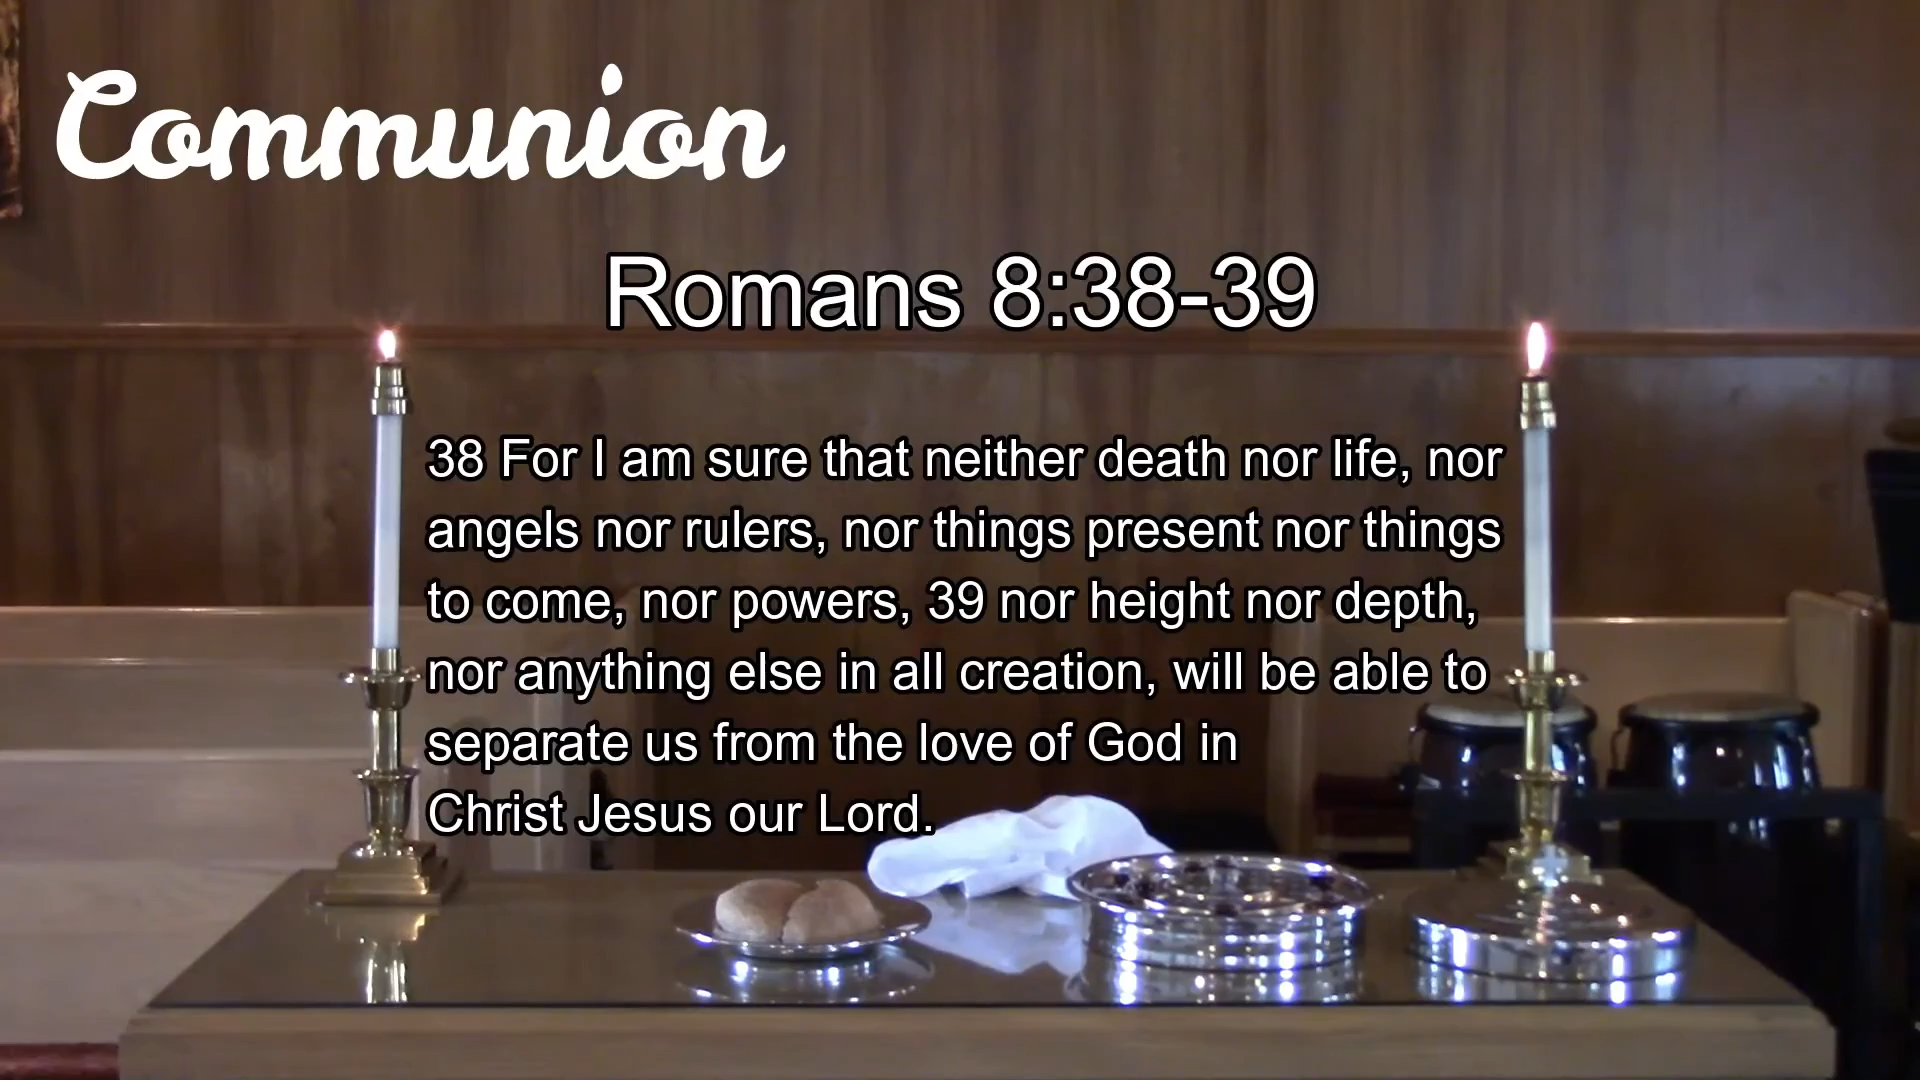 Communion
Romans 8:38-39
38 For I am sure that neither death nor life, nor
angels nor rulers, nor things present nor things
to come, nor powers, 39 nor height nor depth,
nor anything else in all creation, will be able to
separate us from the love of God in
Christ Jesus our Lord.